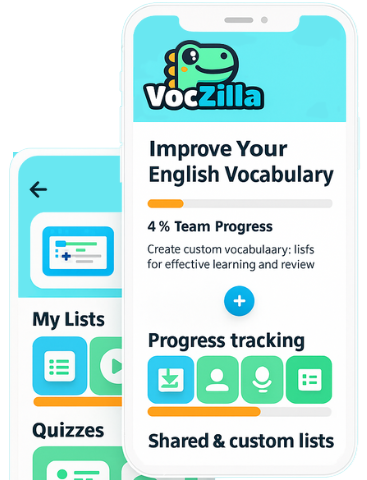 VocZilla
Improve Your
English Vocabulary
4 % Team Progress
Create custom vocabulaary: lisfs
for effective learning and review
Progress tracking
Shared & custom lists
My Lists
Quizzes